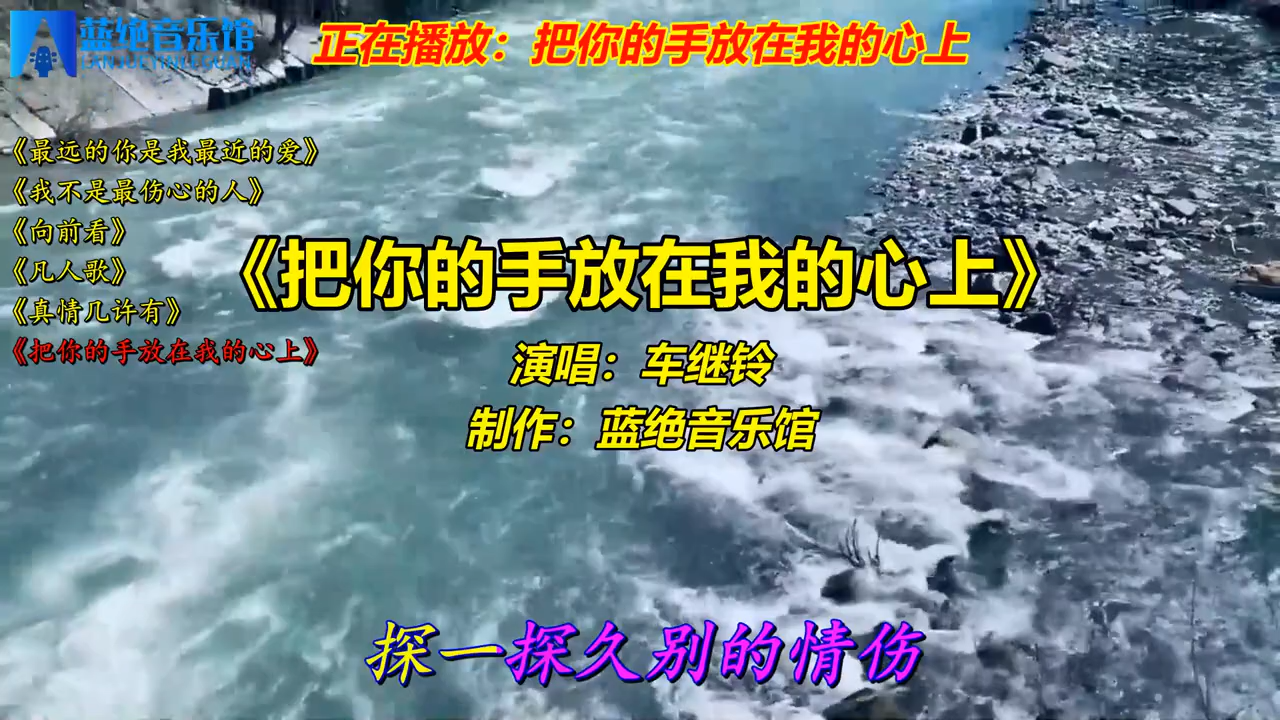 蓝绝音乐馆
LANJUEYINLEGUAN
正在播放：把你的手放在我的心上
《最远的你是我最近的爱》
《我不是最伤心的人》
《向前看》
《凡人歌》
《真情几许有》
《把你的手放在我的心上》
《把你的手放在我的心上》
演唱：车继铃
制作：蓝绝音乐馆
探一探久别的情伤